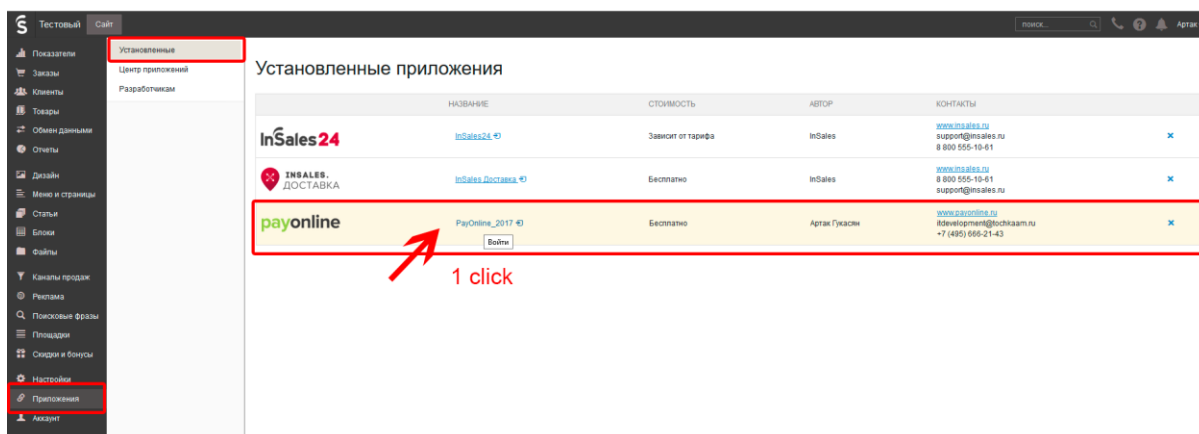 Тестовый Сайт поиск... Артак
Показатели
Заказы
Клиенты
Товары
Обмен данными
Отчеты
Дизайн
Меню и страницы
Статьи
Блоки
Файлы
Каналы продаж
Реклама
Поисковые фразы
Площадки
Скидки и бонусы
Настройки
Приложения
Аккаунт
Установленные
Центр приложений
Разработчикам
Установленные приложения
НАЗВАНИЕ СТОИМОСТЬ АВТОР КОНТАКТЫ
InSales24 InSales24 Зависит от тарифа InSales www.insales.ru
support@insales.ru
8 800 555-10-61
INSALES.
ДОСТАВКА InSales Доставка Бесплатно InSales www.insales.ru
8 800 555-10-61
support@insales.ru
payonline PayOnline_2017 Бесплатно Артак Гукасян www.payonline.ru
itdevelopment@tochkaam.ru
+7 (495) 666-21-43
Войти
1 click